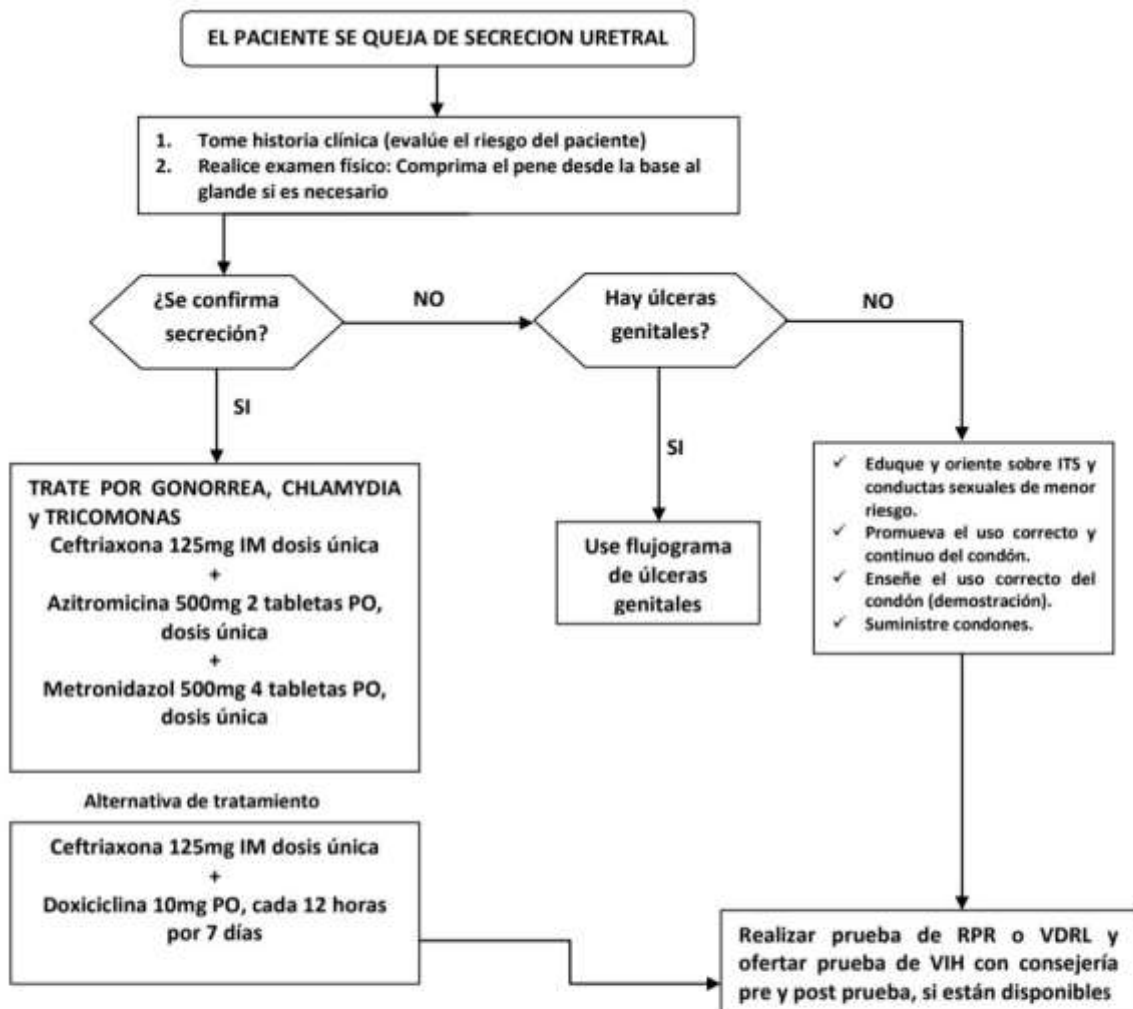 EL PACIENTE SE QUEJA DE SECRECION URETRAL
1. Tome historia clínica (evalúe el riesgo del paciente)
2. Realice examen físico: Comprima el pene desde la base al
glande si es necesario
¿Se confirma
secreción?
NO
Hay úlceras
genitales?
NO
SI
SI
TRATE POR GONORREA, CHLAMYDIA
y TRICOMONAS
Ceftriaxona 125mg IM dosis única
+
Azitromicina 500mg 2 tabletas PO,
dosis única
+
Metronidazol 500mg 4 tabletas PO,
dosis única
Use flujograma
de úlceras
genitales
✓ Eduque y oriente sobre ITS y
conductas sexuales de menor
riesgo.
✓ Promueva el uso correcto y
continuo del condón.
✓ Enseñe el uso correcto del
condón (demostración).
✓ Suministre condones.
Alternativa de tratamiento
Ceftriaxona 125mg IM dosis única
+
Doxiciclina 10mg PO, cada 12 horas
por 7 días
Realizar prueba de RPR o VDRL y
ofertar prueba de VIH con consejería
pre y post prueba, si están disponibles